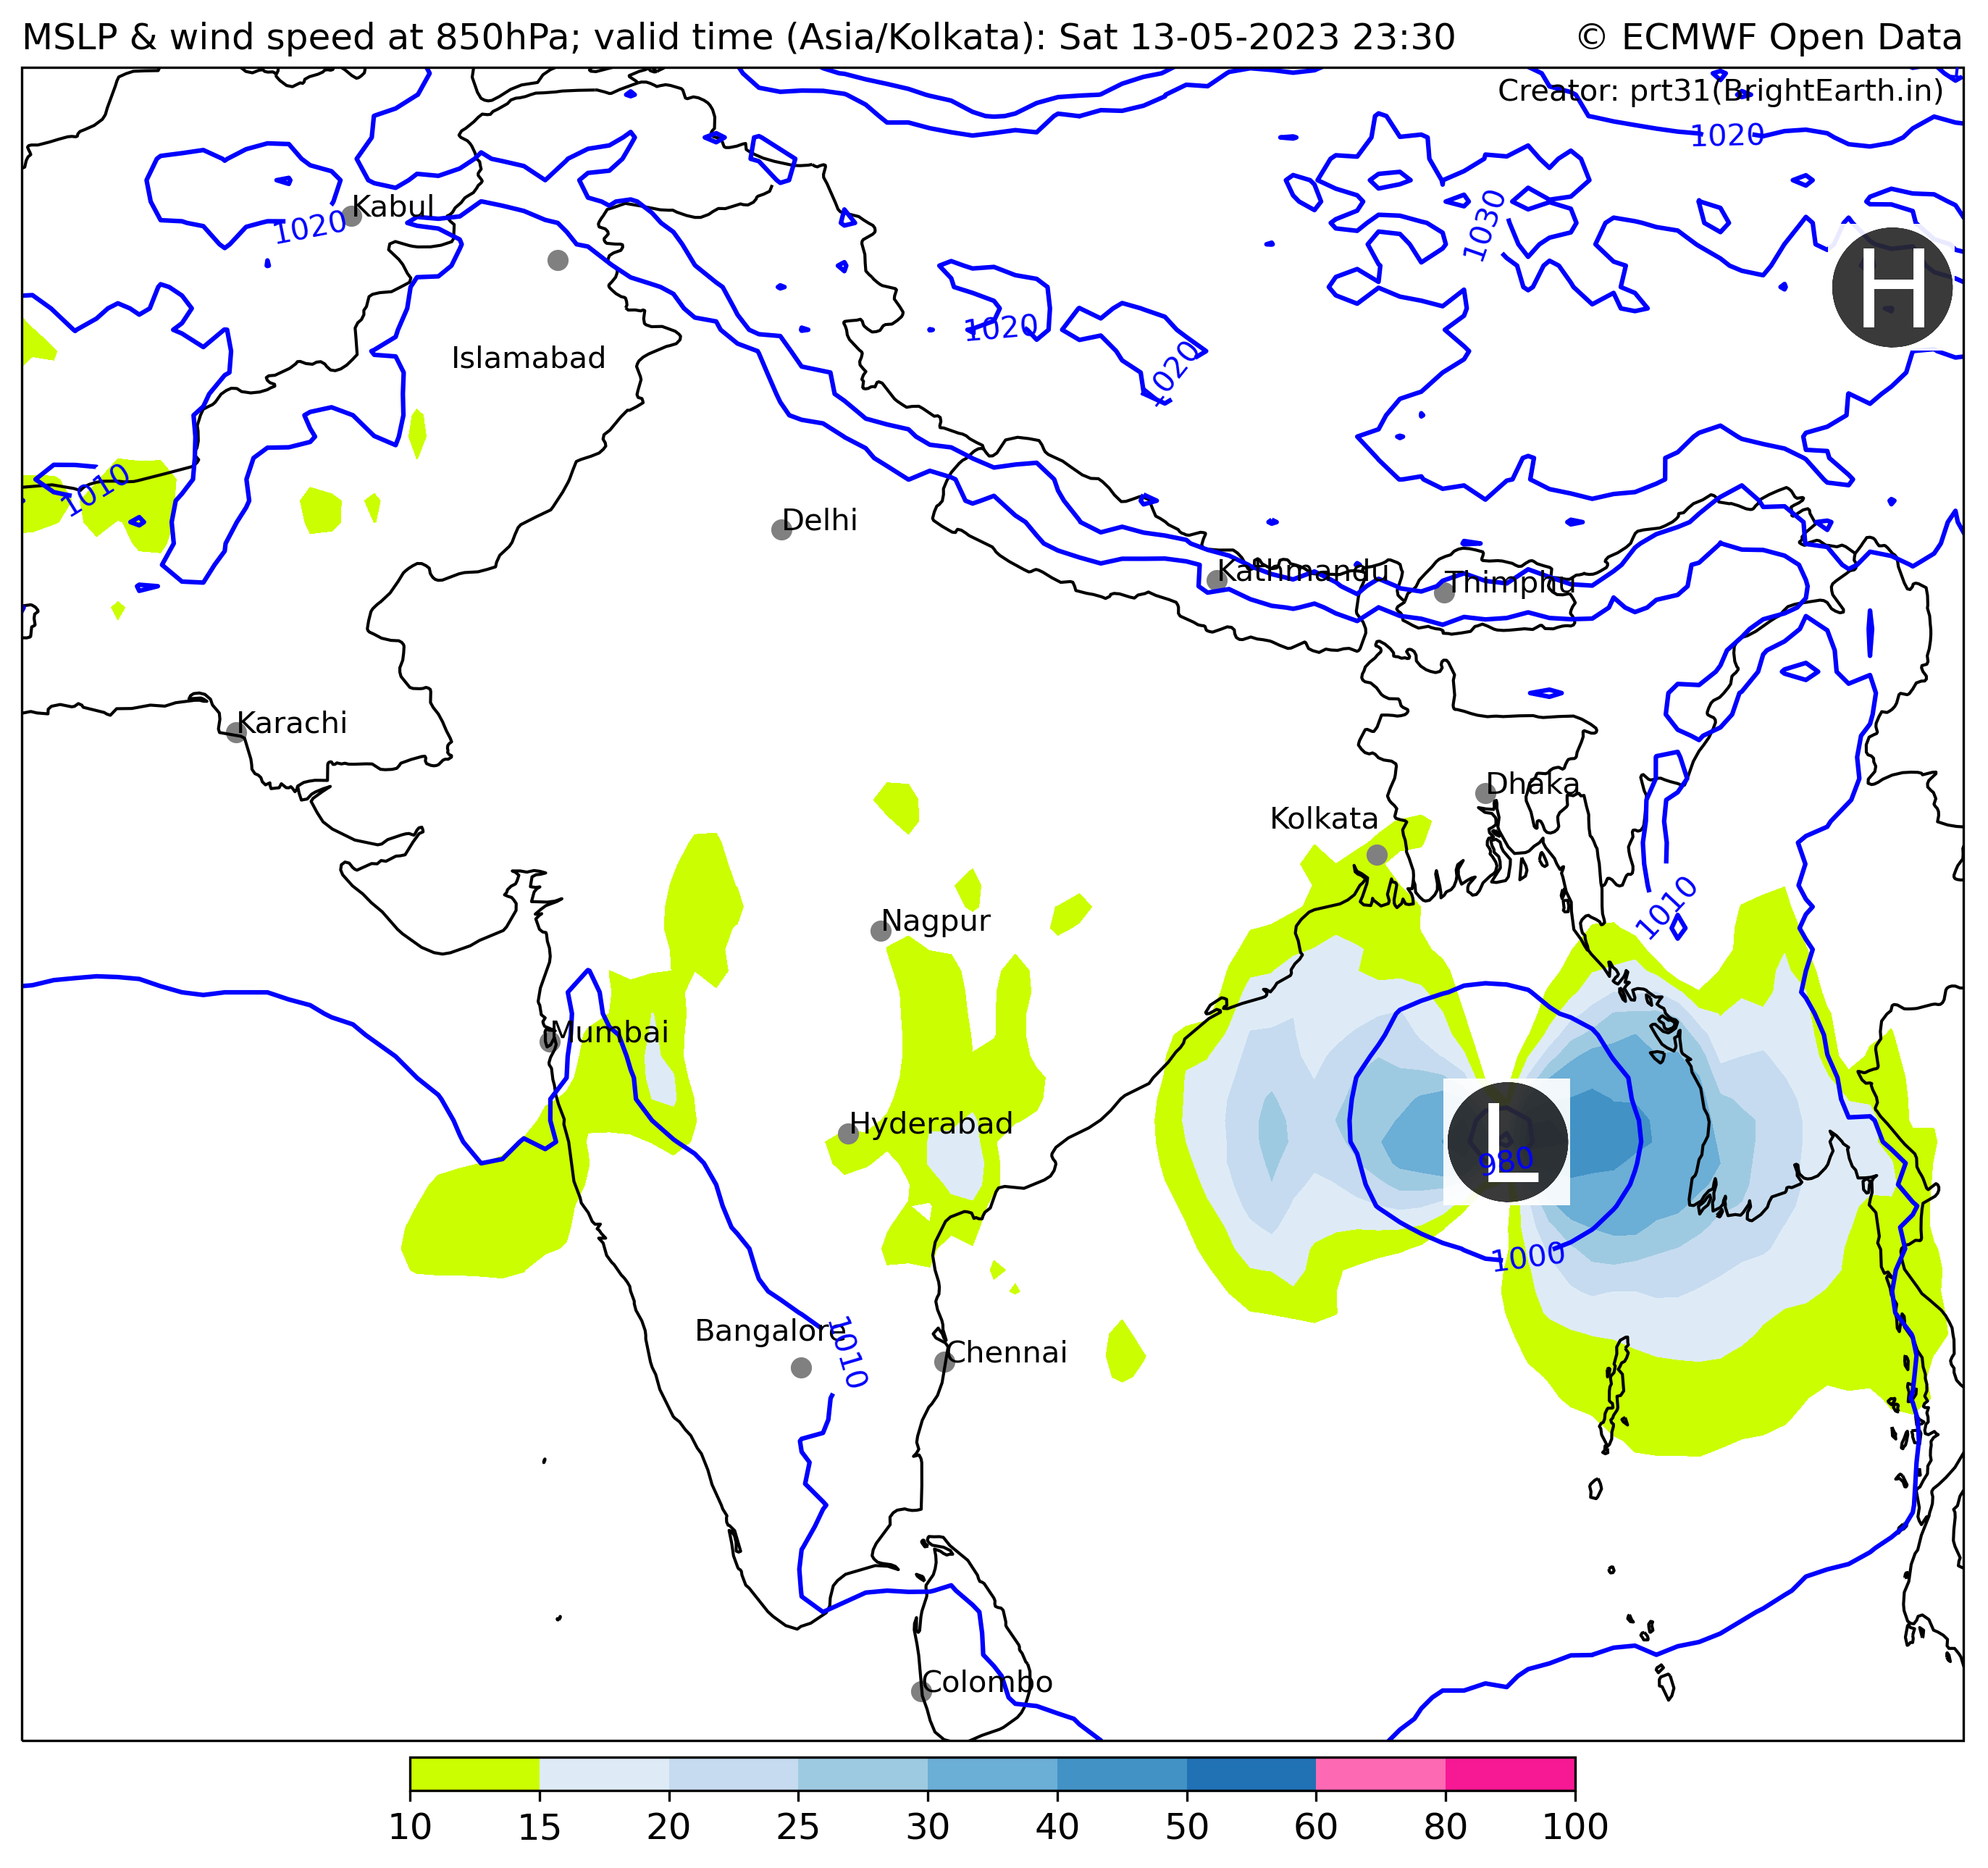 MSLP & wind speed at 850hPa; valid time (Asia/Kolkata): Sat 13-05-2023 23:30
© ECMWF Open Data
Creator: prt31(BrightEarth.in)
1020
Kabul
1020
1030
H
1020
1020
Islamabad
1010
Delhi
Kathmandu
Thimphu
Karachi
Dhaka
Kolkata
1010
Nagpur
Mumbai
Hyderabad
L
980
1000
Bangalore
1010
Chennai
Colombo
10 15 20 25 30 40 50 60 80 100